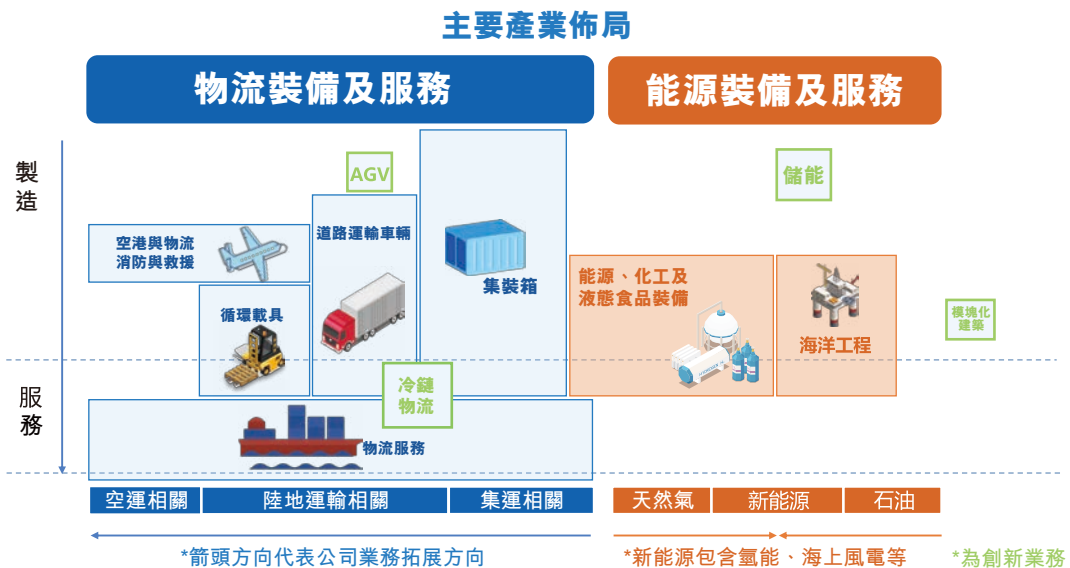 主要產業佈局
物流裝備及服務
能源裝備及服務
製
造
AGV
儲能
空港與物流
消防與救援
道路運輸車輛
集裝箱
循環載具
能源、化工及
液態食品裝備
海洋工程
模塊化
建築
服
務
冷鏈
物流
物流服務
空運相關
陸地運輸相關
集運相關
天然氣
新能源
石油
*箭頭方向代表公司業務拓展方向
*新能源包含氫能、海上風電等
*為創新業務